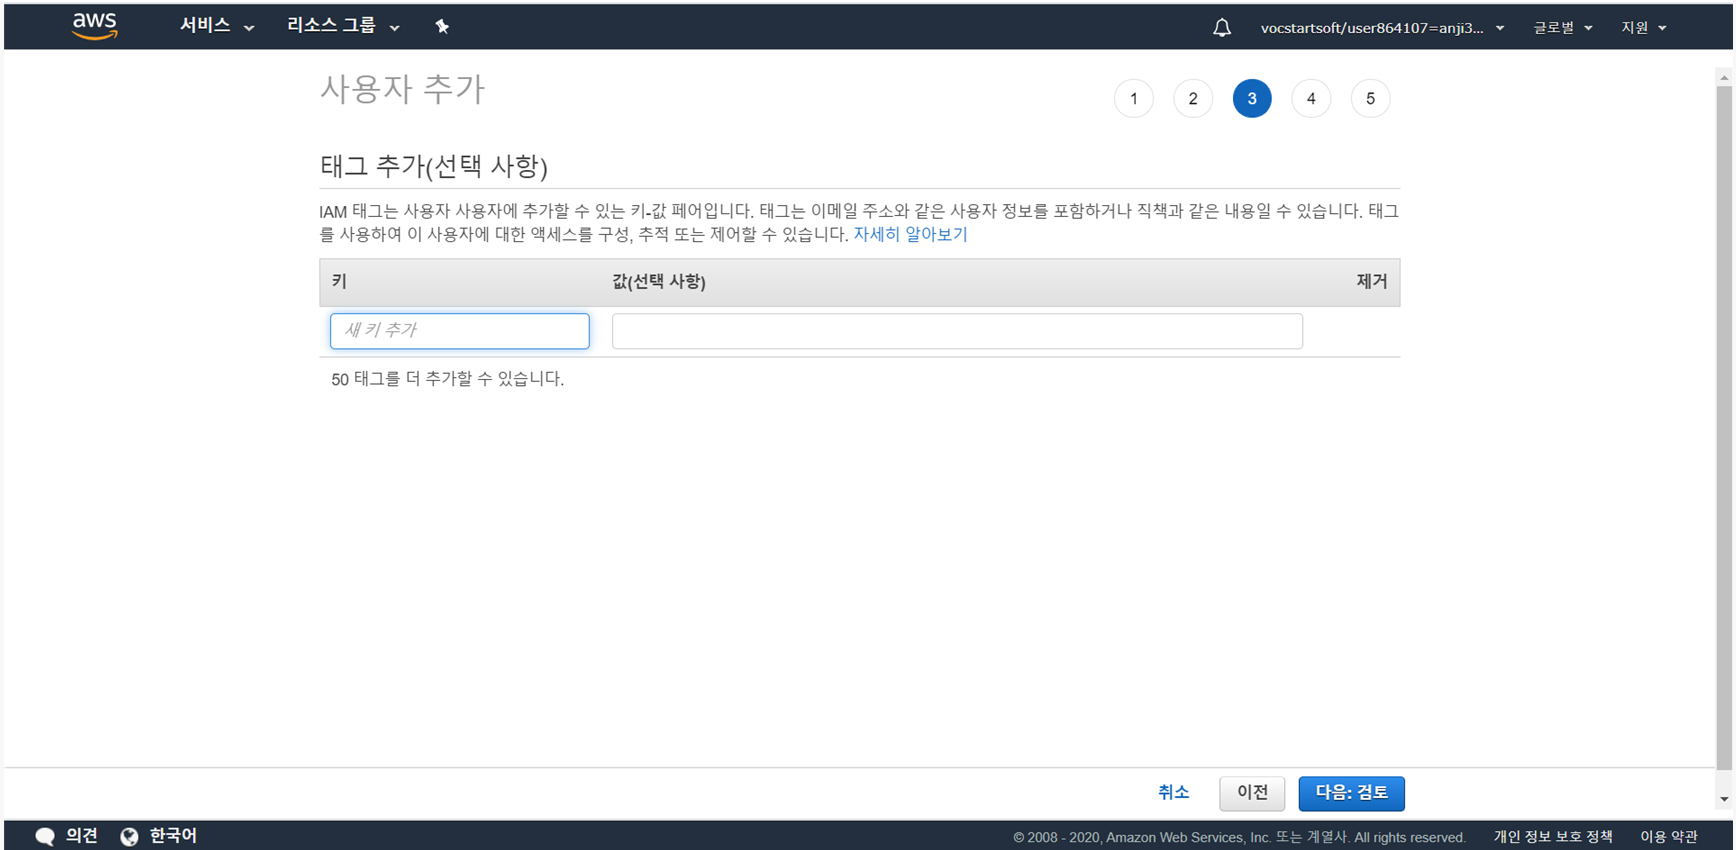 aws 서비스 리소스 그룹 vocstartsoft/user864107=anji3... 글로벌 지원
사용자 추가
1 2 3 4 5
태그 추가(선택 사항)
IAM 태그는 사용자 사용자에 추가할 수 있는 키-값 페어입니다. 태그는 이메일 주소와 같은 사용자 정보를 포함하거나 직책과 같은 내용일 수 있습니다. 태그
를 사용하여 이 사용자에 대한 액세스를 구성, 추적 또는 제어할 수 있습니다. 자세히 알아보기
키 값(선택 사항) 제거
새 키 추가
50 태그를 더 추가할 수 있습니다.
취소 이전 다음: 검토
의견 한국어 © 2008 - 2020, Amazon Web Services, Inc. 또는 계열사. All rights reserved. 개인 정보 보호 정책 이용 약관